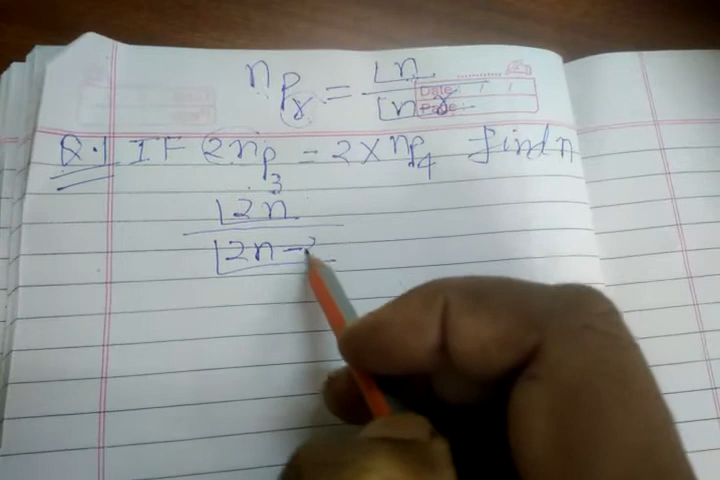 nPr = ⌊n / ⌊n-r
Date / /
Page:
Q.1 IF 2nP3 = 2×nP4 find n
⌊2n
⌊2n-3